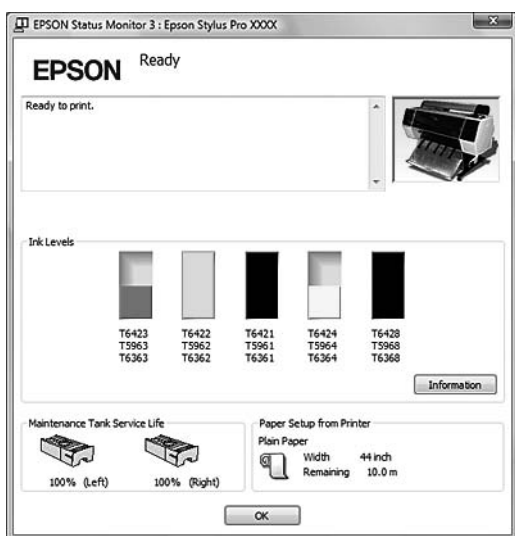 EPSON Status Monitor 3 : Epson Stylus Pro XXXX
EPSON
Ready
Ready to print.
Ink Levels
T6423 T6422 T6421 T6424 T6428
T5963 T5962 T5961 T5964 T5968
T6363 T6362 T6361 T6364 T6368
Information
Maintenance Tank Service Life
100% (Left) 100% (Right)
Paper Setup from Printer
Plain Paper
Width 44 inch
Remaining 10.0 m
OK